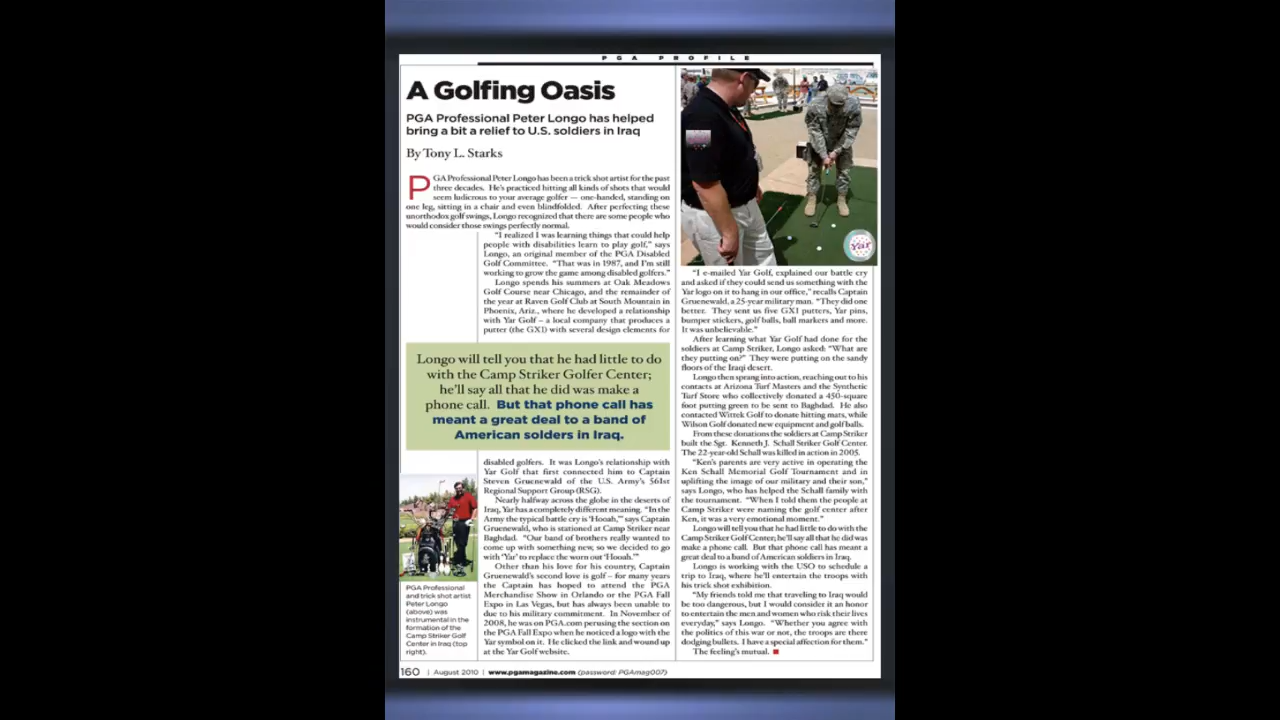 PGA PROFILE
A Golfing Oasis
PGA Professional Peter Longo has helped
bring a bit a relief to U.S. soldiers in Iraq
By Tony L. Starks
PGA Professional Peter Longo has been a trick shot artist for the past
three decades. He's practiced hitting all kinds of shots that would
seem ludicrous to your average golfer — one-handed, standing on
one leg, sitting in a chair and even blindfolded. After perfecting these
unorthodox golf swings, Longo recognized that there are some people who
would consider those swings perfectly normal.
"I realized I was learning things that could help
people with disabilities learn to play golf," says
Longo, an original member of the PGA Disabled
Golf Committee. "That was in 1987, and I'm still
working to grow the game among disabled golfers."
Longo spends his summers at Oak Meadows
Golf Course near Chicago, and the remainder of
the year at Raven Golf Club at South Mountain in
Phoenix, Ariz., where he developed a relationship
with Yar Golf – a local company that produces a
putter (the GX1) with several design elements for
Longo will tell you that he had little to do
with the Camp Striker Golfer Center;
he'll say all that he did was make a
phone call. But that phone call has
meant a great deal to a band of
American solders in Iraq.
disabled golfers. It was Longo's relationship with
Yar Golf that first connected him to Captain
Steven Gruenewald of the U.S. Army's 561st
Regional Support Group (RSG).
Nearly halfway across the globe in the deserts of
Iraq, Yar has a completely different meaning. "In the
Army the typical battle cry is 'Hooah,'" says Captain
Gruenewald, who is stationed at Camp Striker near
Baghdad. "Our band of brothers really wanted to
come up with something new, so we decided to go
with 'Yar' to replace the worn out 'Hooah.'"
Other than his love for his country, Captain
Gruenewald's second love is golf – for many years
the Captain has hoped to attend the PGA
Merchandise Show in Orlando or the PGA Fall
Expo in Las Vegas, but has always been unable to
due to his military commitment. In November of
2008, he was on PGA.com perusing the section on
the PGA Fall Expo when he noticed a logo with the
Yar symbol on it. He clicked the link and wound up
at the Yar Golf website.
PGA Professional
and trick shot artist
Peter Longo
(above) was
instrumental in the
formation of the
Camp Striker Golf
Center in Iraq (top
right).
Yar
"I e-mailed Yar Golf, explained our battle cry
and asked if they could send us something with the
Yar logo on it to hang in our office," recalls Captain
Gruenewald, a 25-year military man. "They did one
better. They sent us five GX1 putters, Yar pins,
bumper stickers, golf balls, ball markers and more.
It was unbelievable."
After learning what Yar Golf had done for the
soldiers at Camp Striker, Longo asked: "What are
they putting on?" They were putting on the sandy
floors of the Iraqi desert.
Longo then sprang into action, reaching out to his
contacts at Arizona Turf Masters and the Synthetic
Turf Store who collectively donated a 450-square
foot putting green to be sent to Baghdad. He also
contacted Wittek Golf to donate hitting mats, while
Wilson Golf donated new equipment and golf balls.
From these donations the soldiers at Camp Striker
built the Sgt. Kenneth J. Schall Striker Golf Center.
The 22-year-old Schall was killed in action in 2005.
"Ken's parents are very active in operating the
Ken Schall Memorial Golf Tournament and in
uplifting the image of our military and their son,"
says Longo, who has helped the Schall family with
the tournament. "When I told them the people at
Camp Striker were naming the golf center after
Ken, it was a very emotional moment."
Longo will tell you that he had little to do with the
Camp Striker Golf Center; he'll say all that he did was
make a phone call. But that phone call has meant a
great deal to a band of American soldiers in Iraq.
Longo is working with the USO to schedule a
trip to Iraq, where he'll entertain the troops with
his trick shot exhibition.
"My friends told me that traveling to Iraq would
be too dangerous, but I would consider it an honor
to entertain the men and women who risk their lives
everyday," says Longo. "Whether you agree with
the politics of this war or not, the troops are there
dodging bullets. I have a special affection for them."
The feeling's mutual.
160 | August 2010 | www.pgamagazine.com (password: PGAmag007)